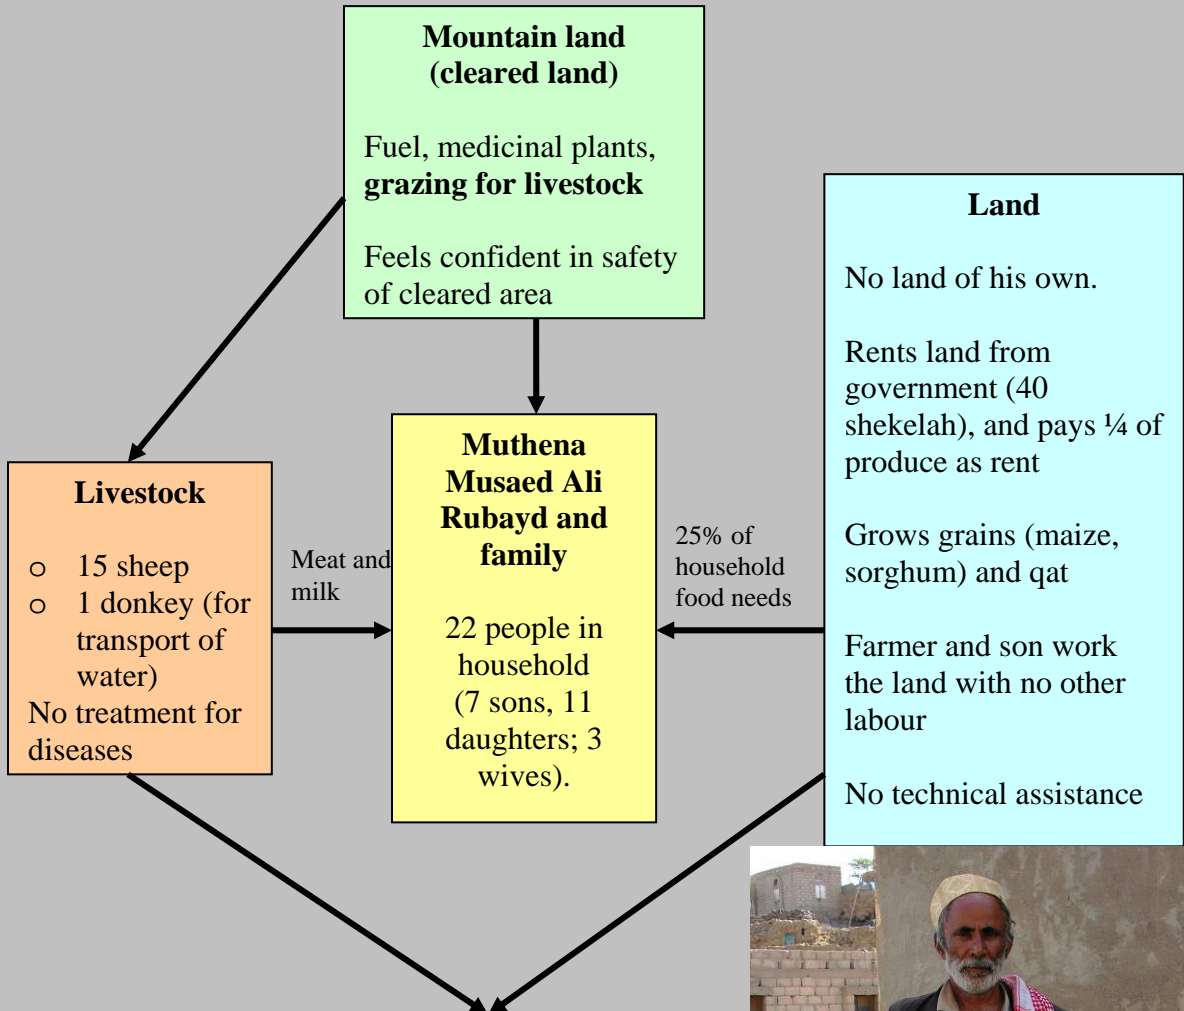 Mountain land
(cleared land)
Fuel, medicinal plants,
grazing for livestock
Feels confident in safety
of cleared area
Land
No land of his own.
Rents land from
government (40
shekelah), and pays ¼ of
produce as rent
Grows grains (maize,
sorghum) and qat
Farmer and son work
the land with no other
labour
No technical assistance
Livestock
o 15 sheep
o 1 donkey (for
transport of
water)
No treatment for
diseases
Meat and
milk
Muthena
Musaed Ali
Rubayd and
family
22 people in
household
(7 sons, 11
daughters; 3
wives).
25% of
household
food needs